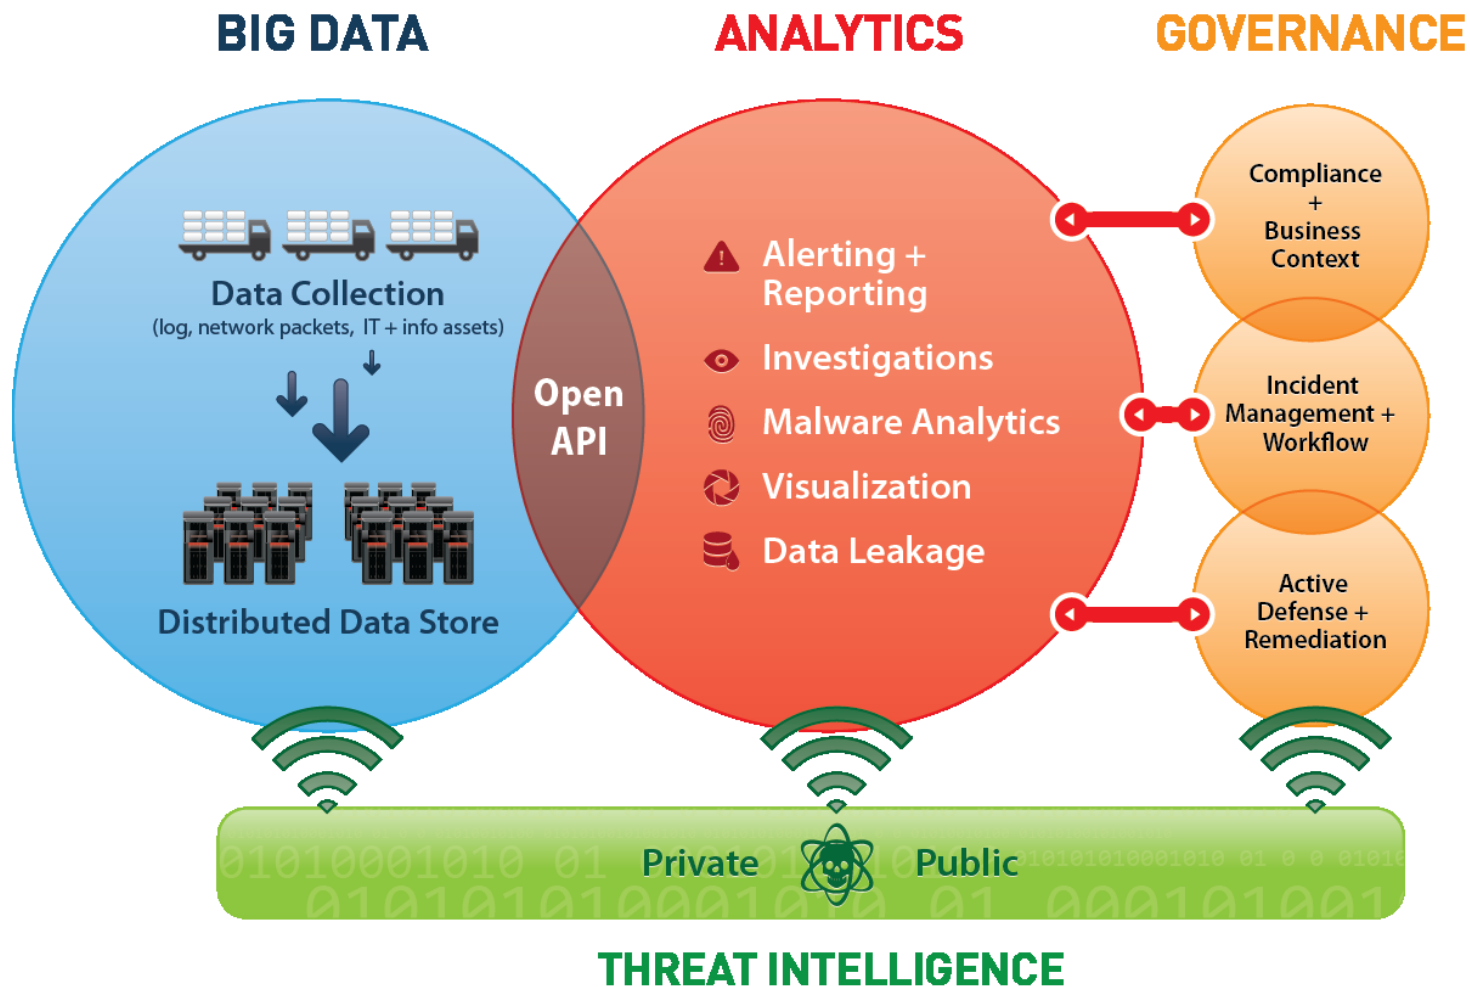 BIG DATA
ANALYTICS
GOVERNANCE
Data Collection
(log, network packets, IT + info assets)
Distributed Data Store
Open
API
Alerting +
Reporting
Investigations
Malware Analytics
Visualization
Data Leakage
Compliance
+
Business
Context
Incident
Management +
Workflow
Active
Defense +
Remediation
Private
Public
THREAT INTELLIGENCE